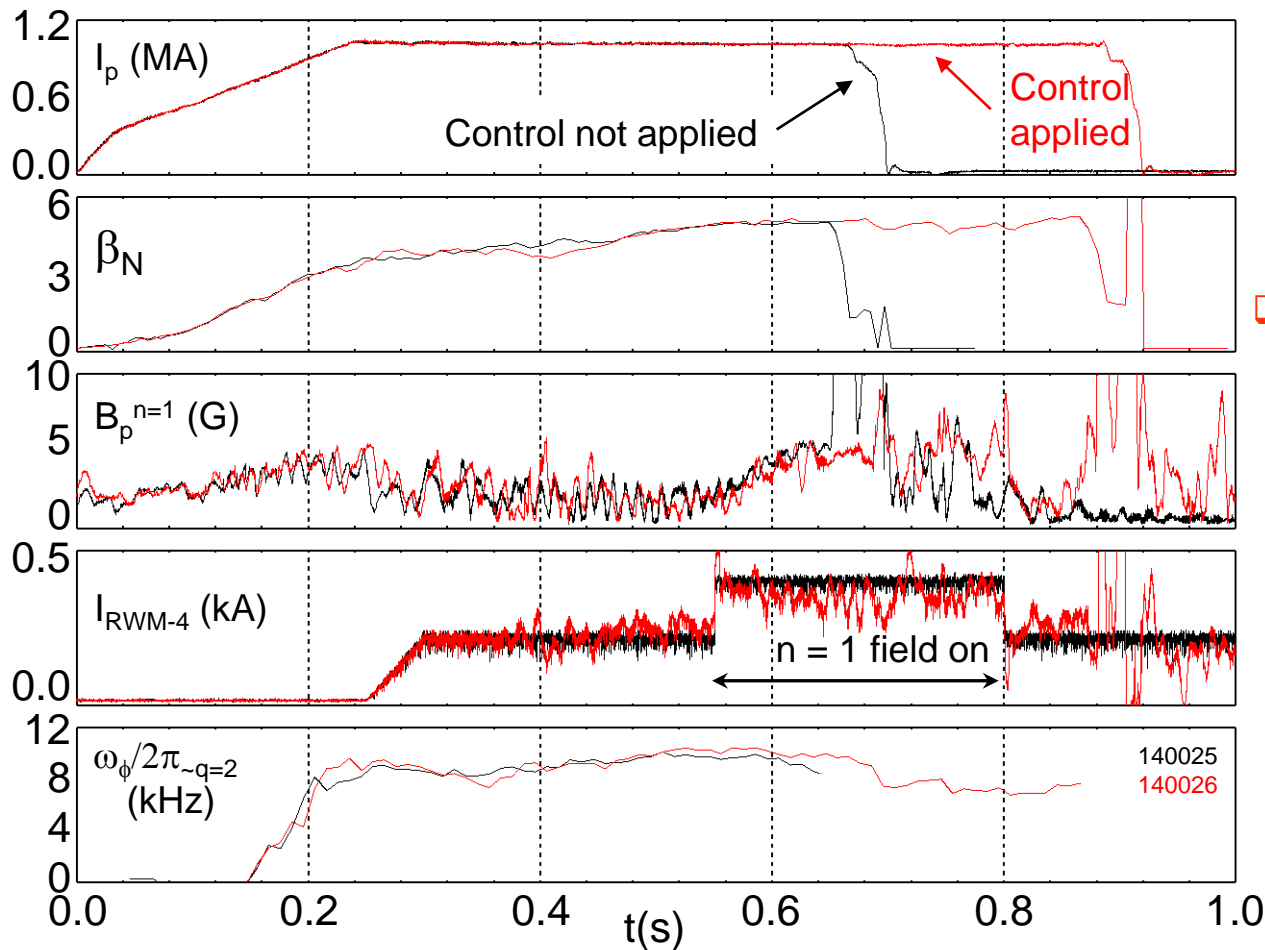 1.2
I_p (MA)
0.6
0.0
Control not applied
Control
applied
6
β_N
3
0
10
B_p^{n=1} (G)
5
0
0.5
I_{RWM-4} (kA)
0.0
n = 1 field on
12
ω_ϕ/2π_{~q=2}
(kHz)
8
4
0
140025
140026
0.0 0.2 0.4 0.6 0.8 1.0
t(s)